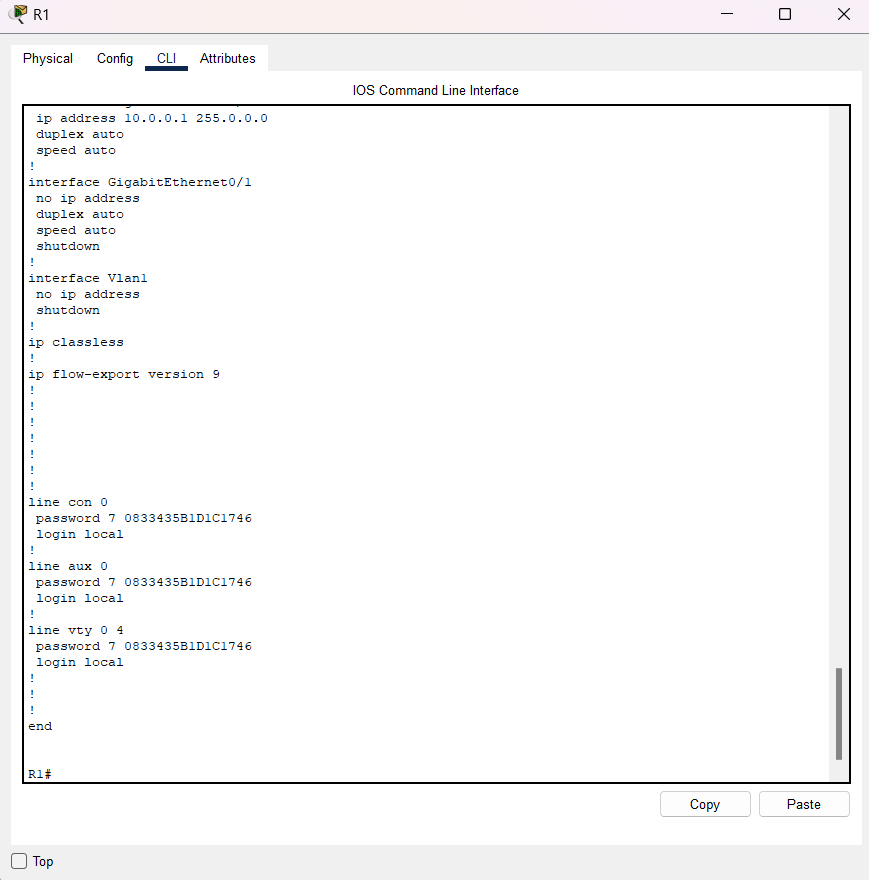 R1
Physical Config CLI Attributes
IOS Command Line Interface
ip address 10.0.0.1 255.0.0.0
duplex auto
speed auto
!
interface GigabitEthernet0/1
no ip address
duplex auto
speed auto
shutdown
!
interface Vlan1
no ip address
shutdown
!
ip classless
!
ip flow-export version 9
!
!
!
!
!
!
!
line con 0
password 7 0833435B1D1C1746
login local
!
line aux 0
password 7 0833435B1D1C1746
login local
!
line vty 0 4
password 7 0833435B1D1C1746
login local
!
!
!
end
R1#
Copy Paste
Top